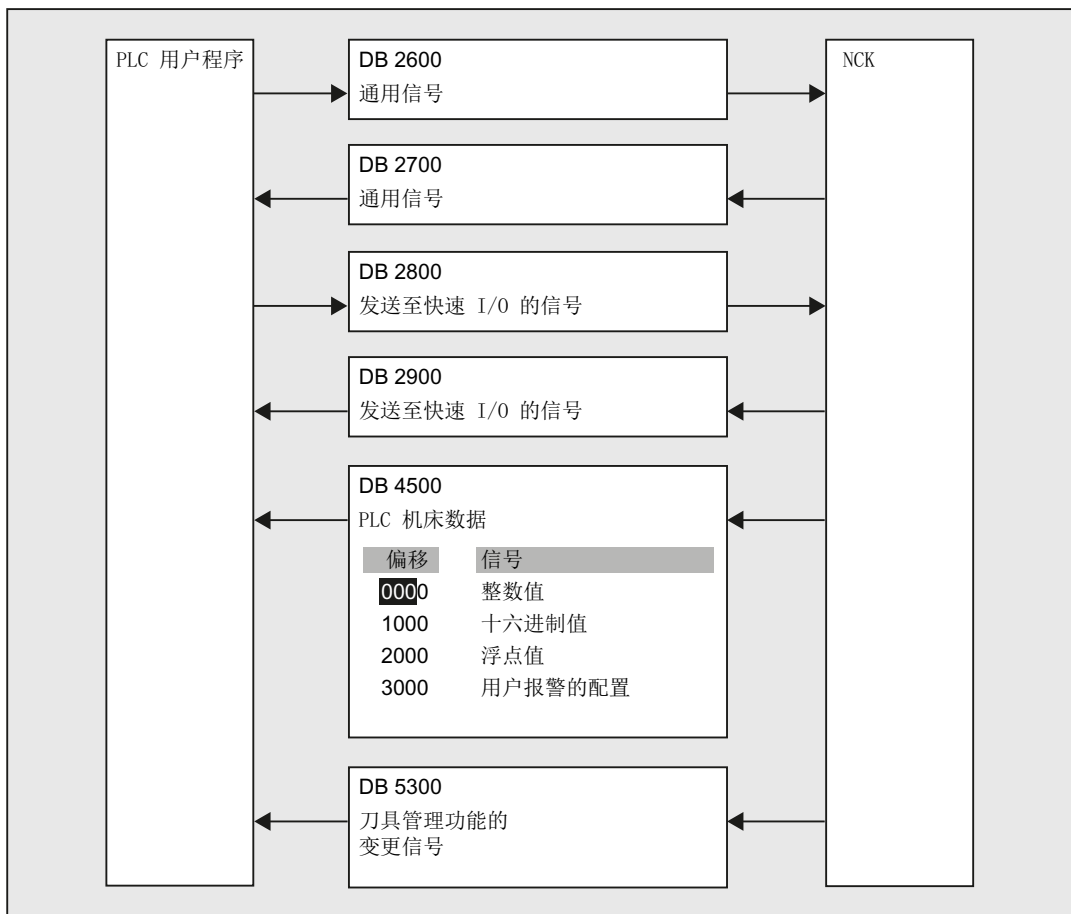 PLC 用户程序
DB 2600
通用信号
NCK
DB 2700
通用信号
DB 2800
发送至快速 I/O 的信号
DB 2900
发送至快速 I/O 的信号
DB 4500
PLC 机床数据
偏移 信号
0000 整数值
1000 十六进制值
2000 浮点值
3000 用户报警的配置
DB 5300
刀具管理功能的
变更信号